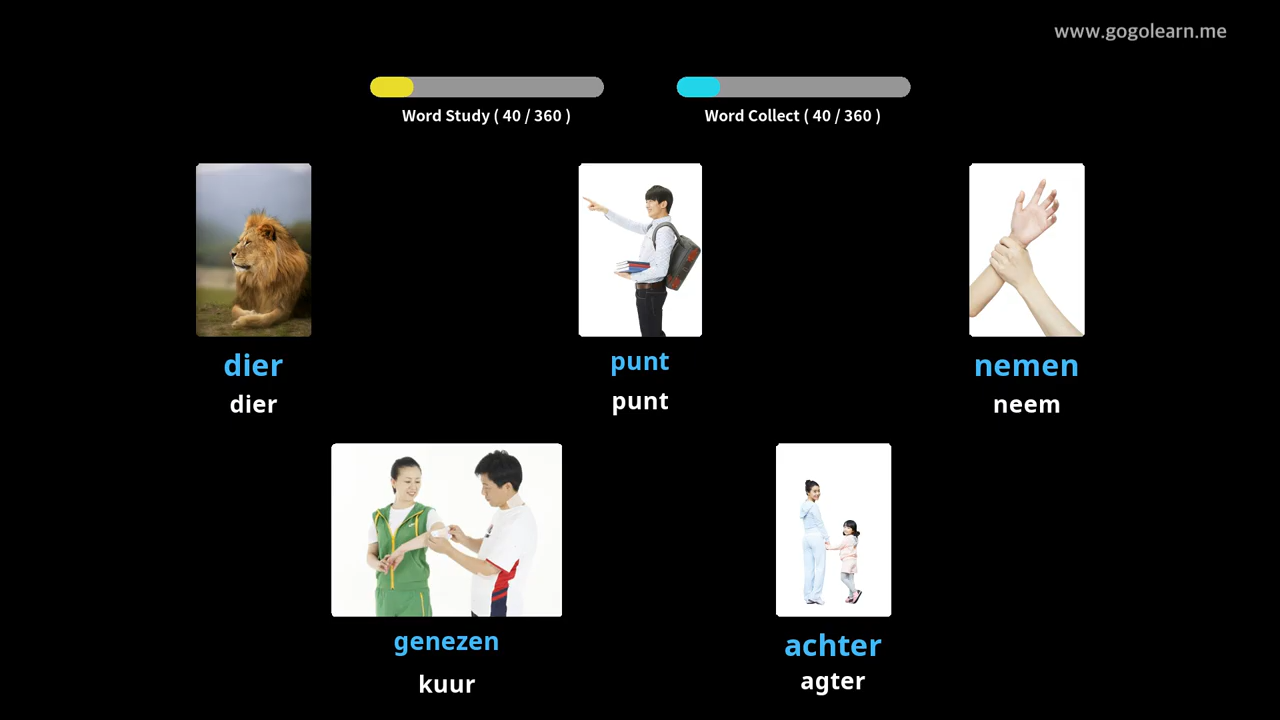 www.gogolearn.me
Word Study ( 40 / 360 )
Word Collect ( 40 / 360 )
dier
dier
punt
punt
nemen
neem
genezen
kuur
achter
agter